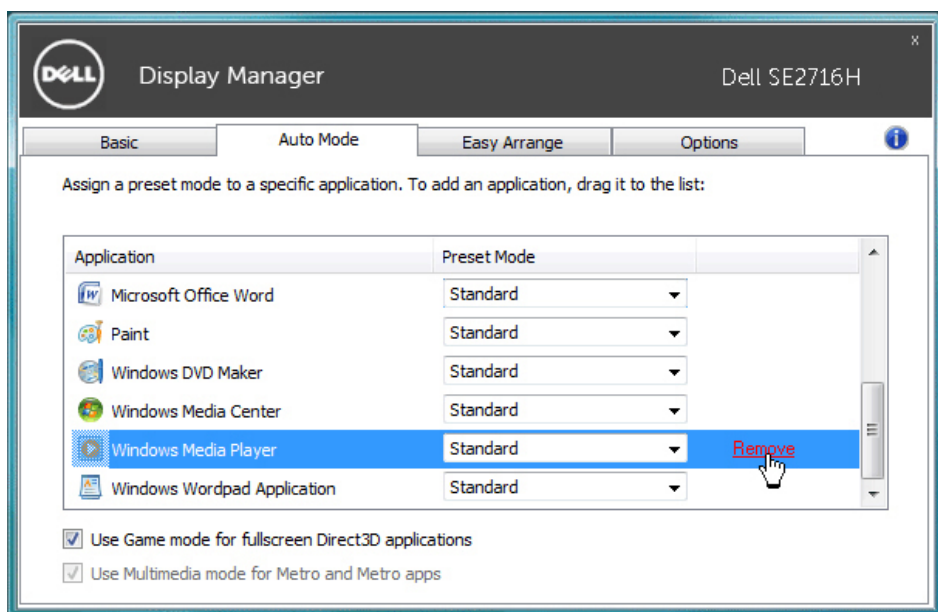 x
DELL Display Manager Dell SE2716H
Basic Auto Mode Easy Arrange Options
Assign a preset mode to a specific application. To add an application, drag it to the list:
Application Preset Mode
Microsoft Office Word Standard
Paint Standard
Windows DVD Maker Standard
Windows Media Center Standard
Windows Media Player Standard Remove
Windows Wordpad Application Standard
Use Game mode for fullscreen Direct3D applications
Use Multimedia mode for Metro and Metro apps